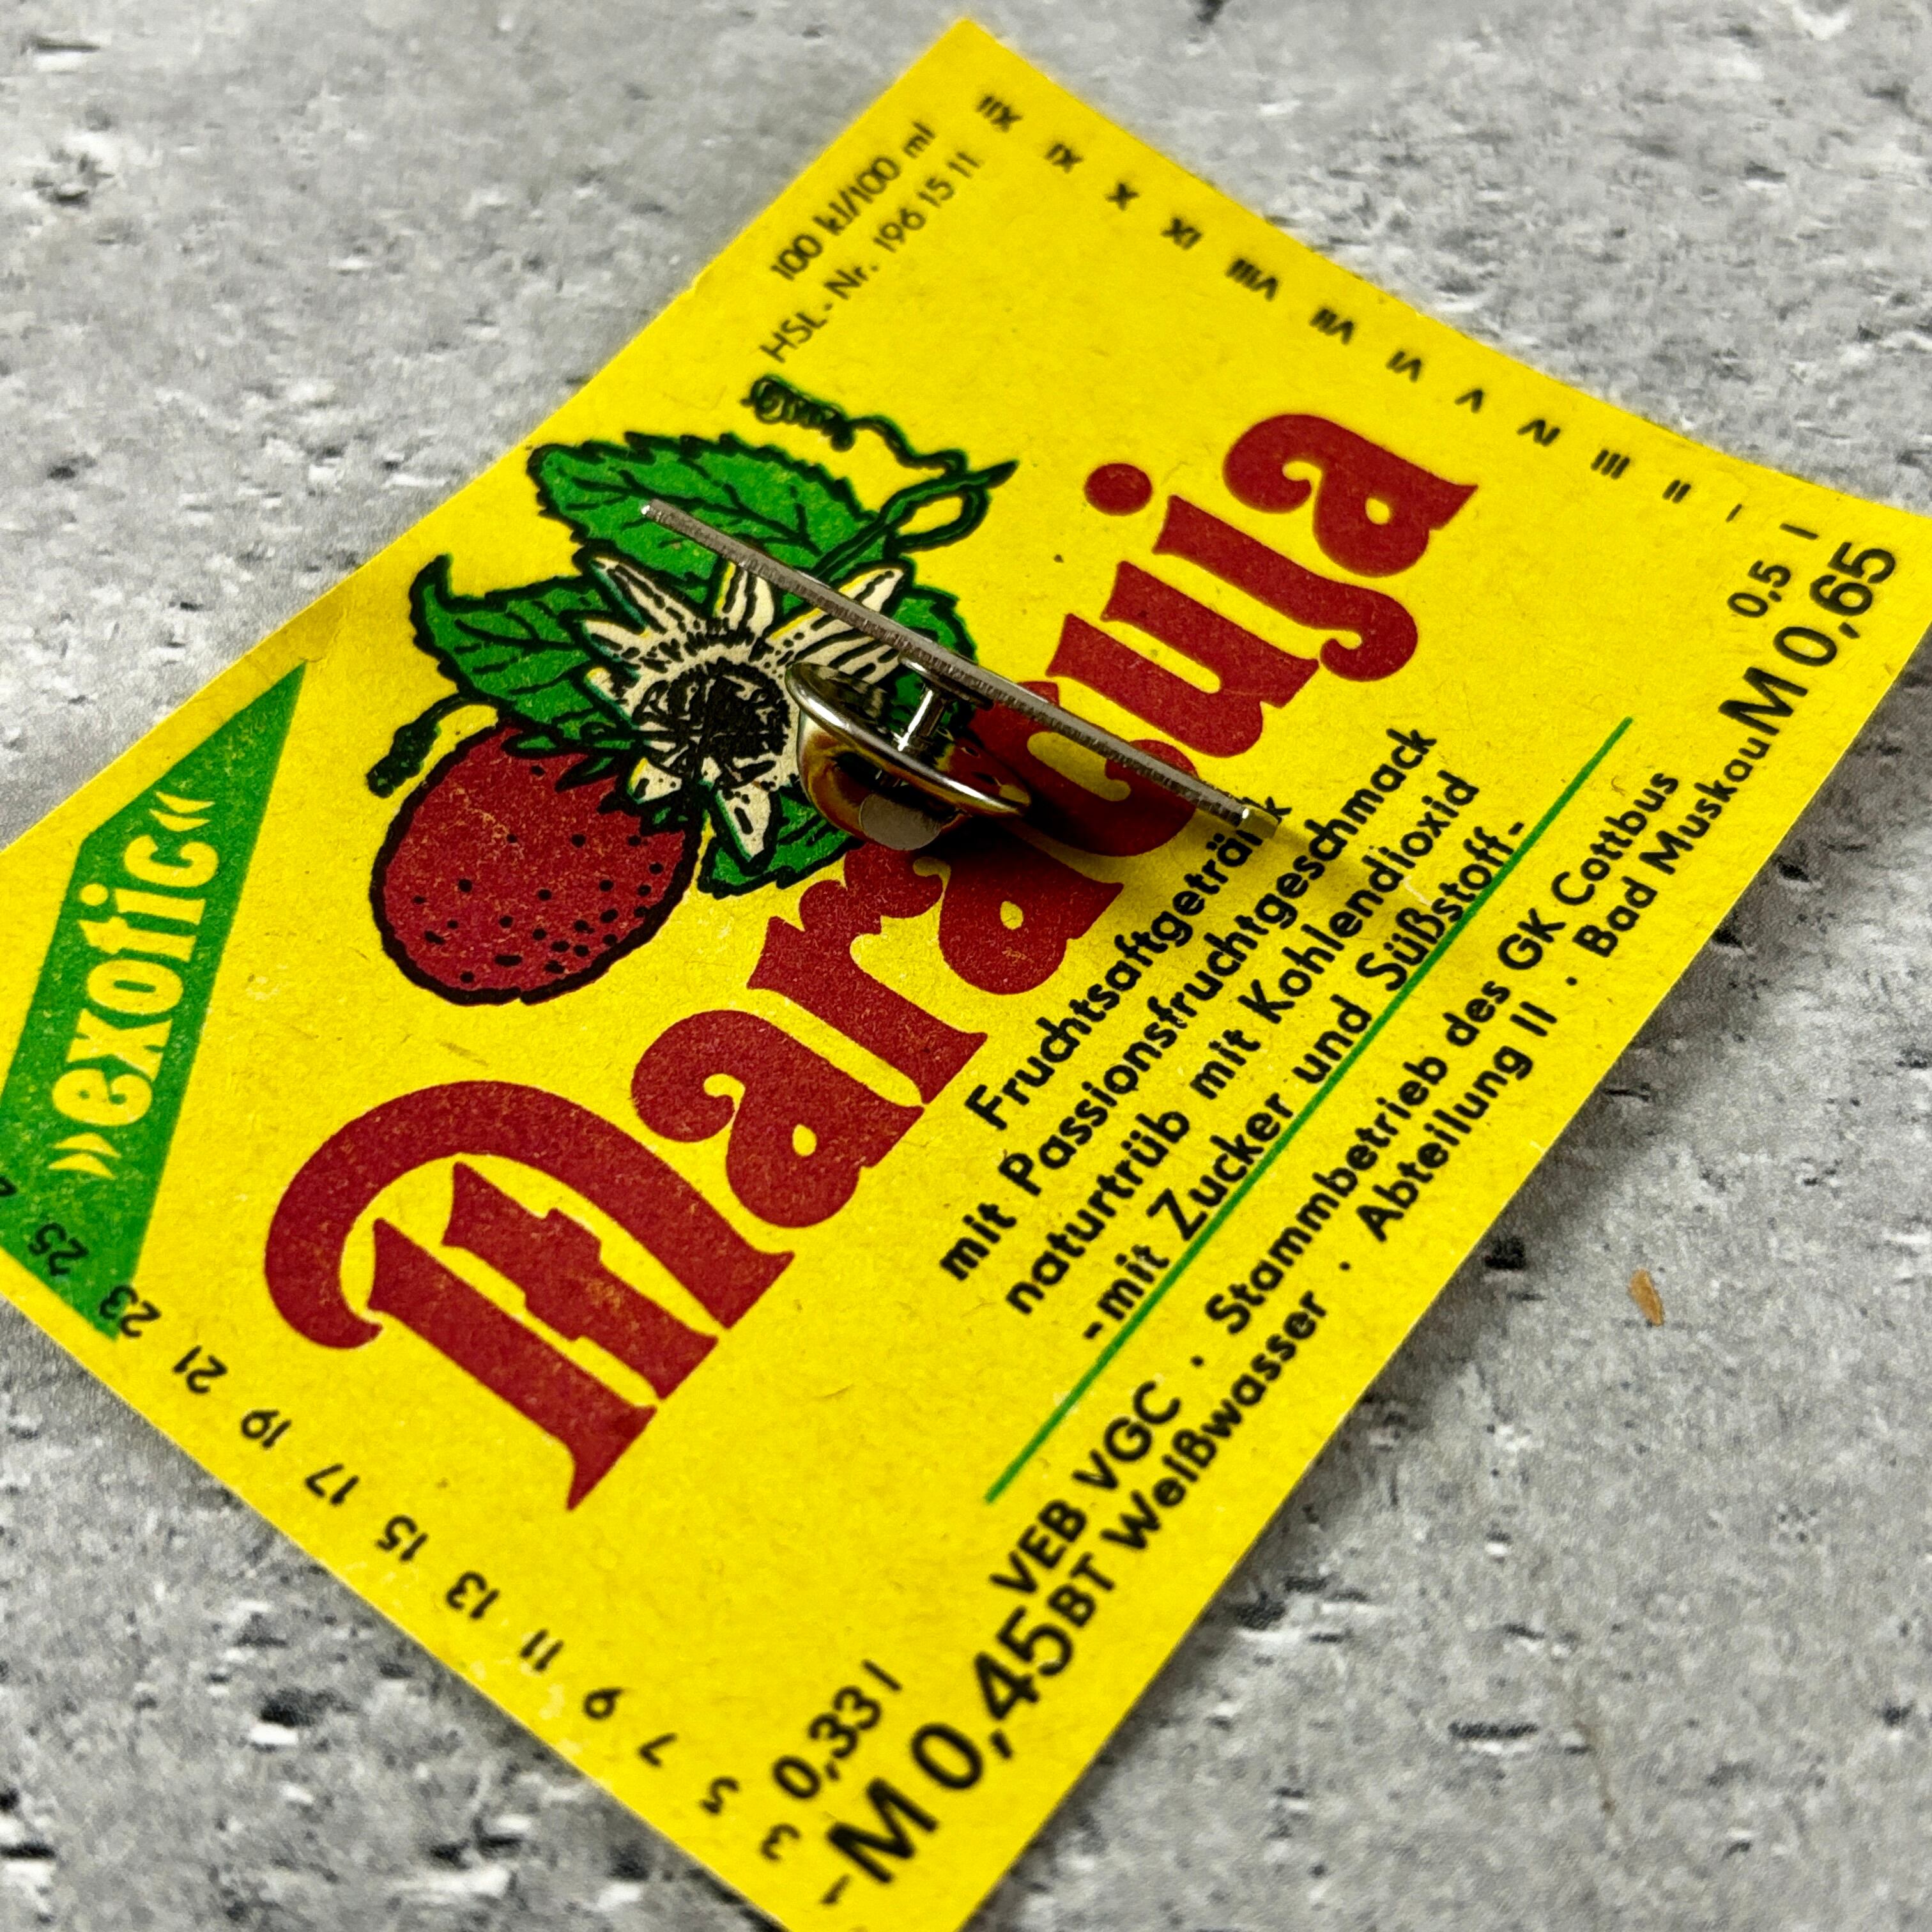 »exotic«
100 kJ/100 ml
HSL-Nr. 196 15 11
Maracuja
Fruchtsaftgetränk
mit Passionsfruchtgeschmack
naturtrüb mit Kohlendioxid
-mit Zucker und Süßstoff-
VEB VGC · Stammbetrieb des GK Cottbus
BT Weißwasser · Abteilung II · Bad Muskau
0,33 l
M 0,45
0,5 l
M 0,65
1 3 5 7 9 11 13 15 17 19 21 23 25
I II III IV V VI VII VIII IX X XI XII